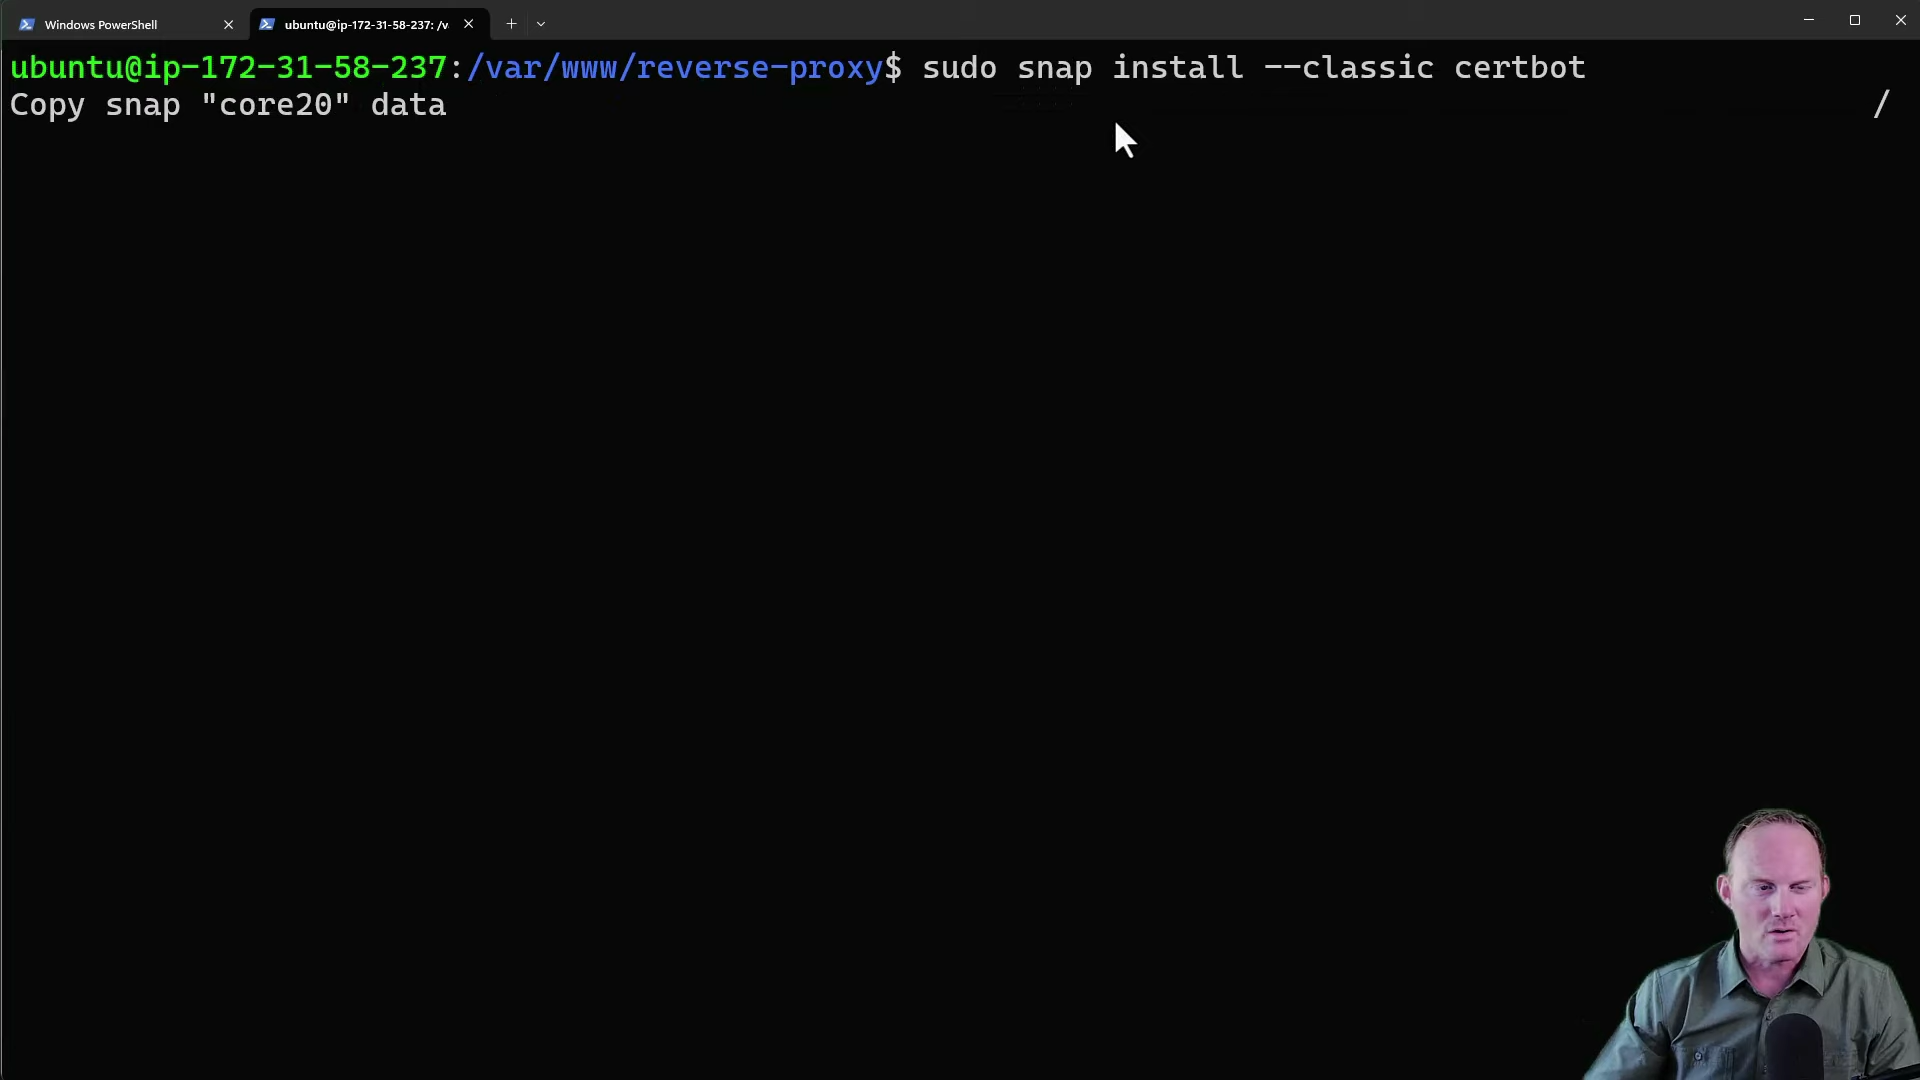 Windows PowerShell
ubuntu@ip-172-31-58-237: /v
ubuntu@ip-172-31-58-237:/var/www/reverse-proxy$ sudo snap install --classic certbot
Copy snap "core20" data /